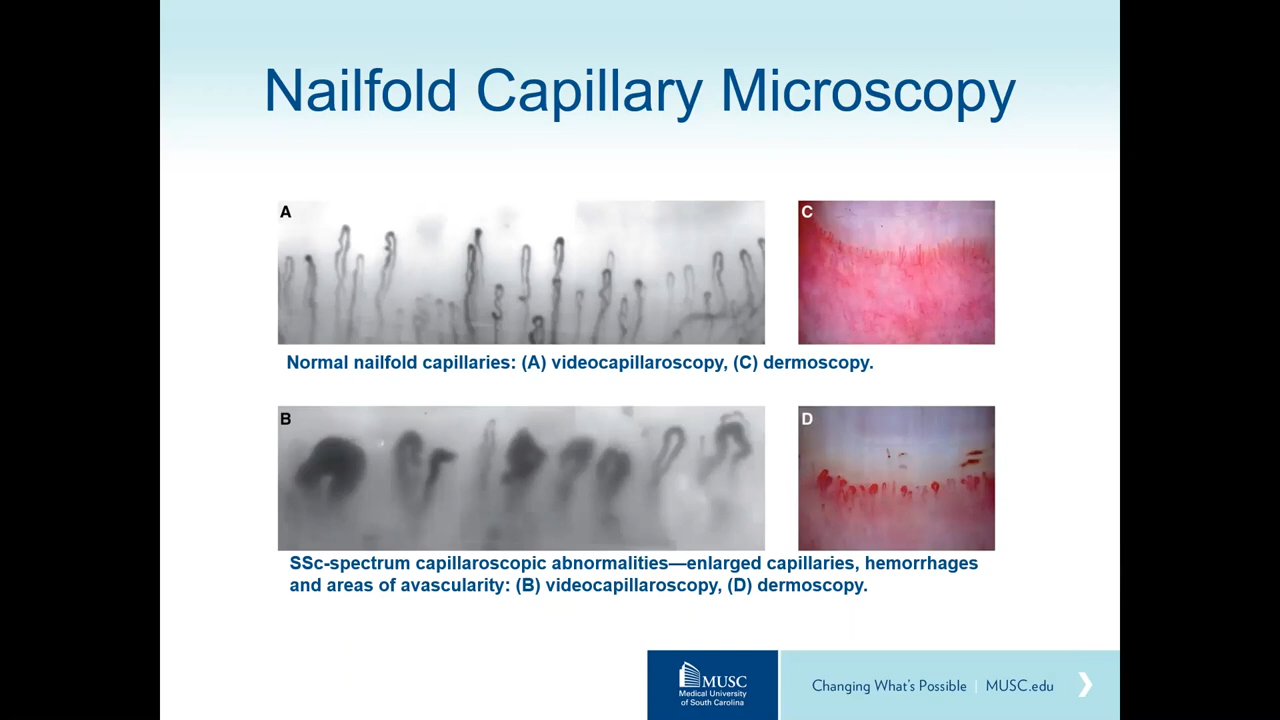 Nailfold Capillary Microscopy
A
C
Normal nailfold capillaries: (A) videocapillaroscopy, (C) dermoscopy.
B
D
SSc-spectrum capillaroscopic abnormalities—enlarged capillaries, hemorrhages
and areas of avascularity: (B) videocapillaroscopy, (D) dermoscopy.
MUSC
Medical University
of South Carolina
Changing What's Possible | MUSC.edu